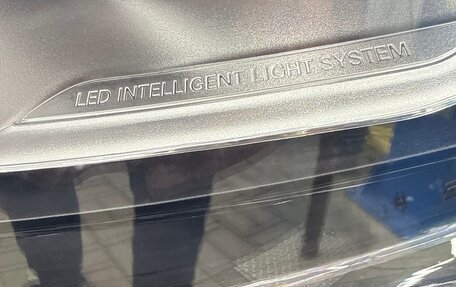 LED INTELLIGENT LIGHT SYSTEM